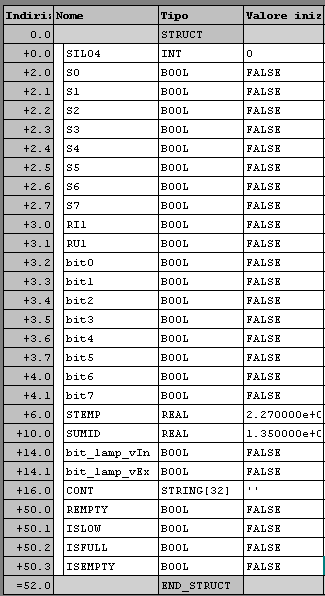 Indiri: Nome Tipo Valore iniz
0.0 STRUCT
+0.0 SILO4 INT 0
+2.0 S0 BOOL FALSE
+2.1 S1 BOOL FALSE
+2.2 S2 BOOL FALSE
+2.3 S3 BOOL FALSE
+2.4 S4 BOOL FALSE
+2.5 S5 BOOL FALSE
+2.6 S6 BOOL FALSE
+2.7 S7 BOOL FALSE
+3.0 RI1 BOOL FALSE
+3.1 RU1 BOOL FALSE
+3.2 bit0 BOOL FALSE
+3.3 bit1 BOOL FALSE
+3.4 bit2 BOOL FALSE
+3.5 bit3 BOOL FALSE
+3.6 bit4 BOOL FALSE
+3.7 bit5 BOOL FALSE
+4.0 bit6 BOOL FALSE
+4.1 bit7 BOOL FALSE
+6.0 STEMP REAL 2.270000e+0
+10.0 SUMID REAL 1.350000e+0
+14.0 bit_lamp_vIn BOOL FALSE
+14.1 bit_lamp_vEx BOOL FALSE
+16.0 CONT STRING[32] ''
+50.0 REMPTY BOOL FALSE
+50.1 ISLOW BOOL FALSE
+50.2 ISFULL BOOL FALSE
+50.3 ISEMPTY BOOL FALSE
=52.0 END_STRUCT